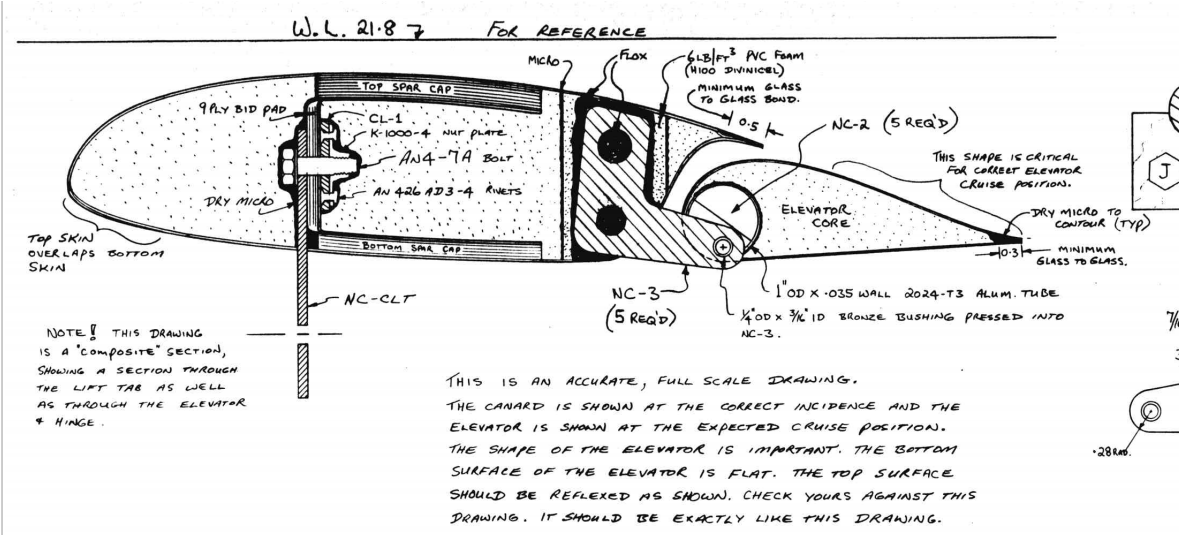 W.L. 21.8 7 FOR REFERENCE
MICRO
FLOX
6LB/FT³ PVC FOAM
(H100 DIVINICEL)
MINIMUM GLASS
TO GLASS BOND.
0.5
TOP SPAR CAP
9 PLY BID PAD
CL-1
K-1000-4 NUT PLATE
AN4-7A BOLT
AN 426 AD3-4 RIVETS
DRY MICRO
NC-2 (5 REQ'D)
THIS SHAPE IS CRITICAL
FOR CORRECT ELEVATOR
CRUISE POSITION.
J
ELEVATOR
CORE
DRY MICRO TO
CONTOUR (TYP)
TOP SKIN
OVERLAPS BOTTOM
SKIN
BOTTOM SPAR CAP
0.3
MINIMUM
GLASS TO GLASS.
NC-CLT
NC-3
(5 REQ'D)
1"OD X .035 WALL 2024-T3 ALUM. TUBE
1/4"OD X 3/16" ID BRONZE BUSHING PRESSED INTO
NC-3.
NOTE! THIS DRAWING
IS A "COMPOSITE" SECTION,
SHOWING A SECTION THROUGH
THE LIFT TAB AS WELL
AS THROUGH THE ELEVATOR
& HINGE.
THIS IS AN ACCURATE, FULL SCALE DRAWING.
THE CANARD IS SHOWN AT THE CORRECT INCIDENCE AND THE
ELEVATOR IS SHOWN AT THE EXPECTED CRUISE POSITION.
THE SHAPE OF THE ELEVATOR IS IMPORTANT. THE BOTTOM
SURFACE OF THE ELEVATOR IS FLAT. THE TOP SURFACE
SHOULD BE REFLEXED AS SHOWN. CHECK YOURS AGAINST THIS
DRAWING. IT SHOULD BE EXACTLY LIKE THIS DRAWING.
.28 RAD.